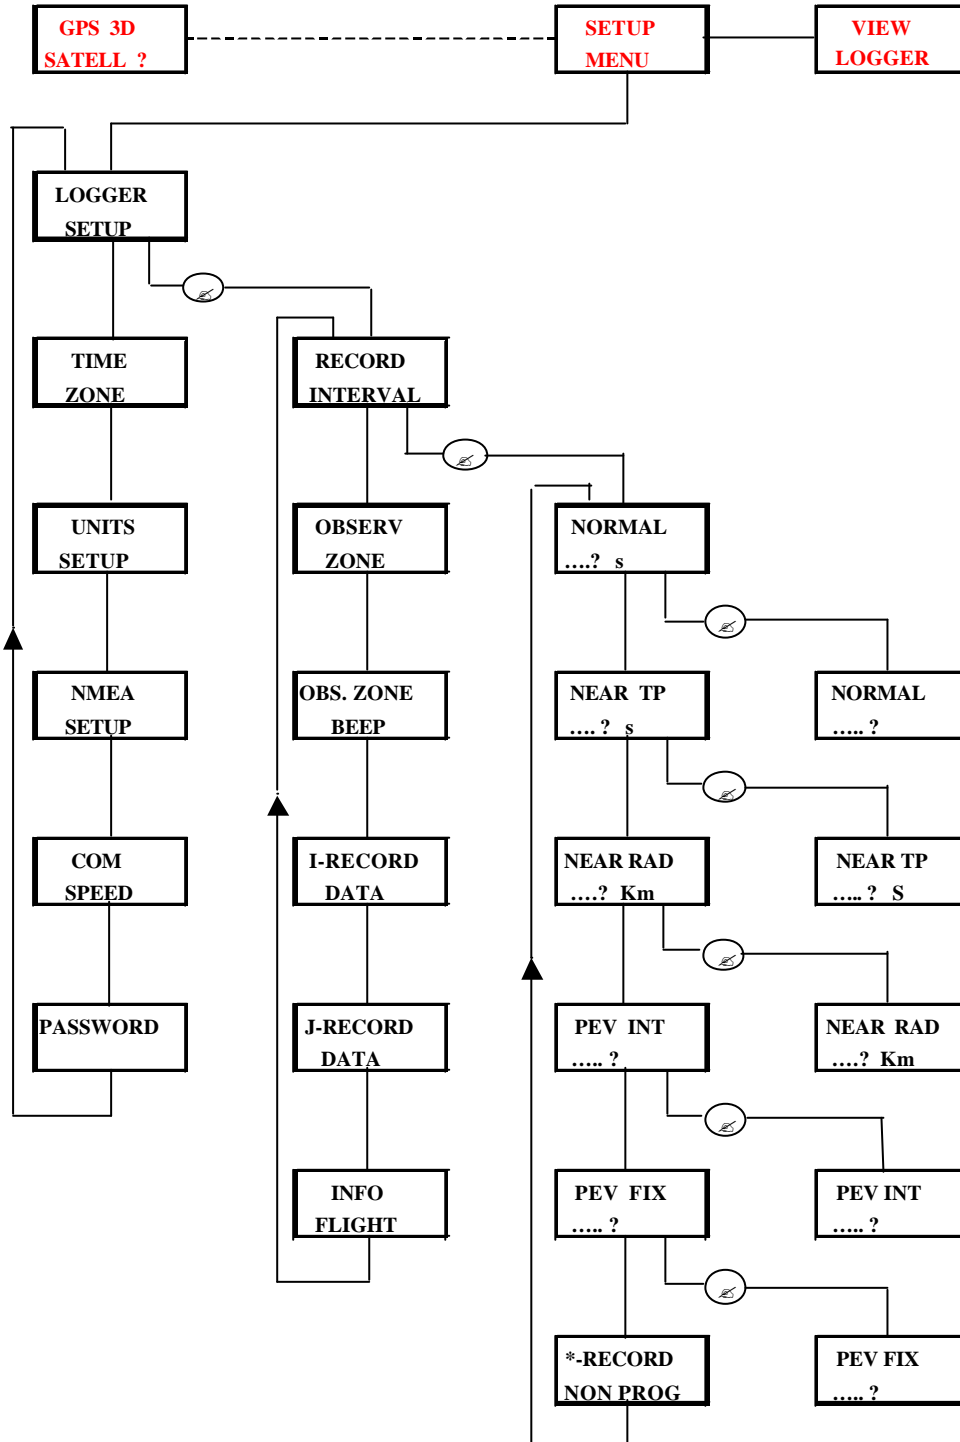 GPS 3D
SATELL ?
SETUP
MENU
VIEW
LOGGER
LOGGER
SETUP
TIME
ZONE
RECORD
INTERVAL
UNITS
SETUP
OBSERV
ZONE
NORMAL
....? s
NMEA
SETUP
OBS. ZONE
BEEP
NEAR TP
.... ? s
NORMAL
..... ?
COM
SPEED
I-RECORD
DATA
NEAR RAD
....? Km
NEAR TP
..... ? S
PASSWORD
J-RECORD
DATA
PEV INT
..... ?
NEAR RAD
....? Km
INFO
FLIGHT
PEV FIX
..... ?
PEV INT
..... ?
*-RECORD
NON PROG
PEV FIX
..... ?